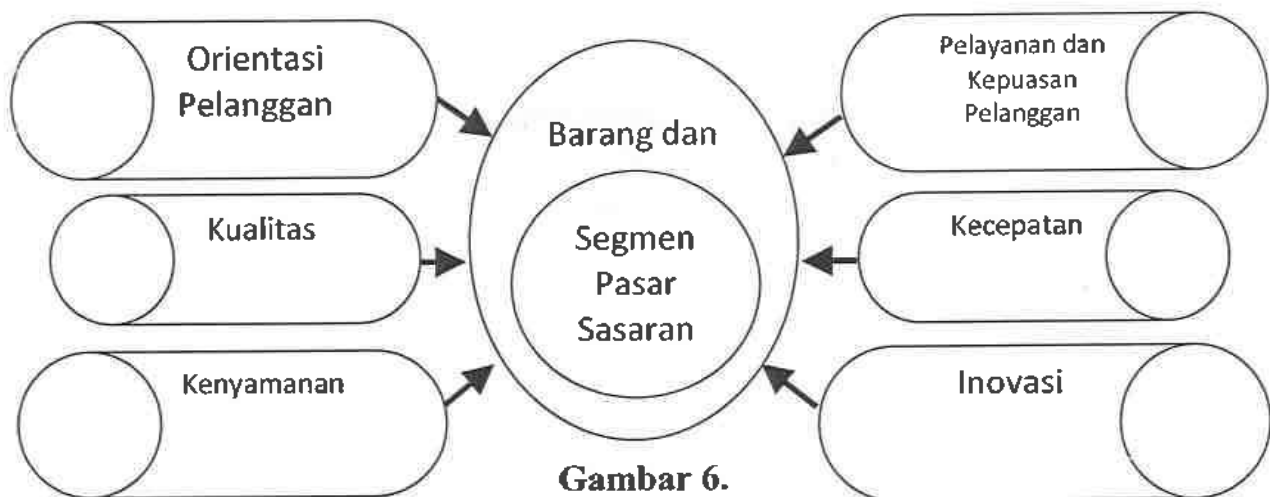 Orientasi
Pelanggan
Kualitas
Kenyamanan
Barang dan
Segmen
Pasar
Sasaran
Pelayanan dan
Kepuasan
Pelanggan
Kecepatan
Inovasi
Gambar 6.